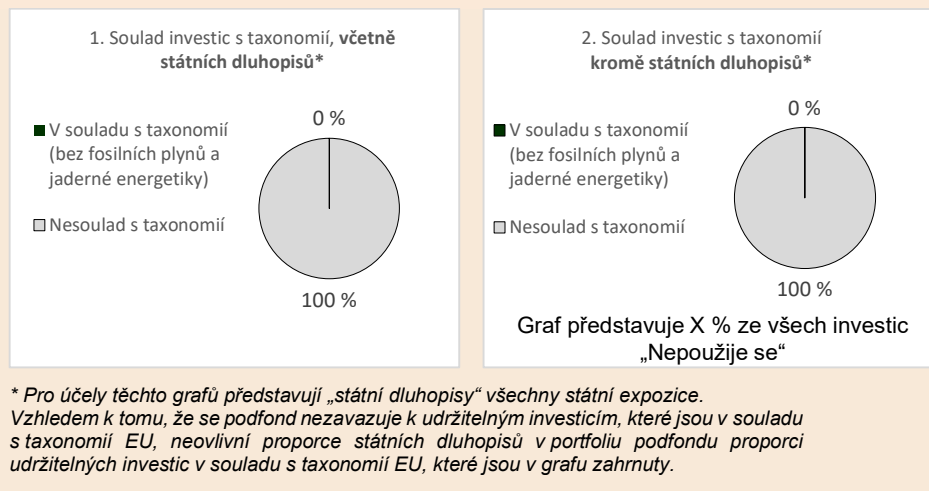 1. Soulad investic s taxonomií, včetně
státních dluhopisů*
V souladu s taxonomií
(bez fosilních plynů a
jaderné energetiky)
Nesoulad s taxonomií
0 %
100 %
2. Soulad investic s taxonomií
kromě státních dluhopisů*
V souladu s taxonomií
(bez fosilních plynů a
jaderné energetiky)
Nesoulad s taxonomií
0 %
100 %
Graf představuje X % ze všech investic
„Nepoužije se“
* Pro účely těchto grafů představují „státní dluhopisy“ všechny státní expozice.
Vzhledem k tomu, že se podfond nezavazuje k udržitelným investicím, které jsou v souladu
s taxonomií EU, neovlivní proporce státních dluhopisů v portfoliu podfondu proporci
udržitelných investic v souladu s taxonomií EU, které jsou v grafu zahrnuty.